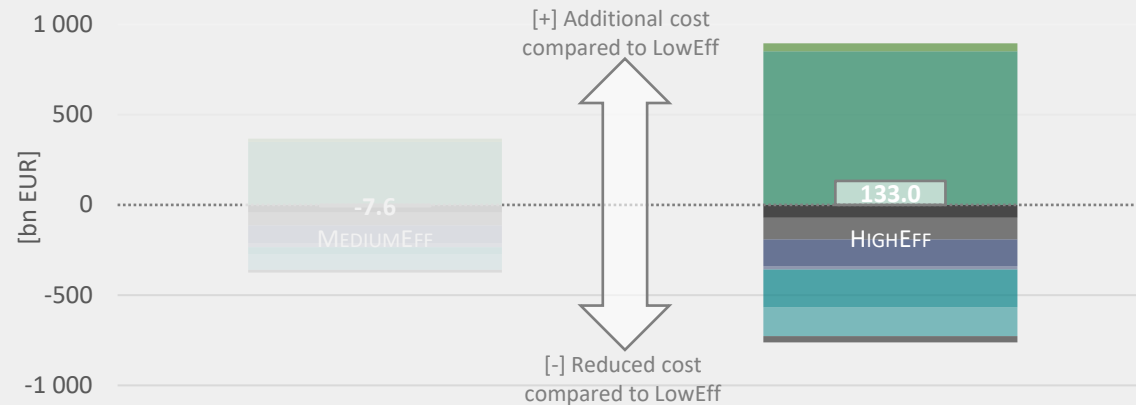 [+] Additional cost
compared to LowEff
1 000
500
0
-500
-1 000
[bn EUR]
-7.6
MEDIUMEFF
133.0
HIGHEFF
[-] Reduced cost
compared to LowEff